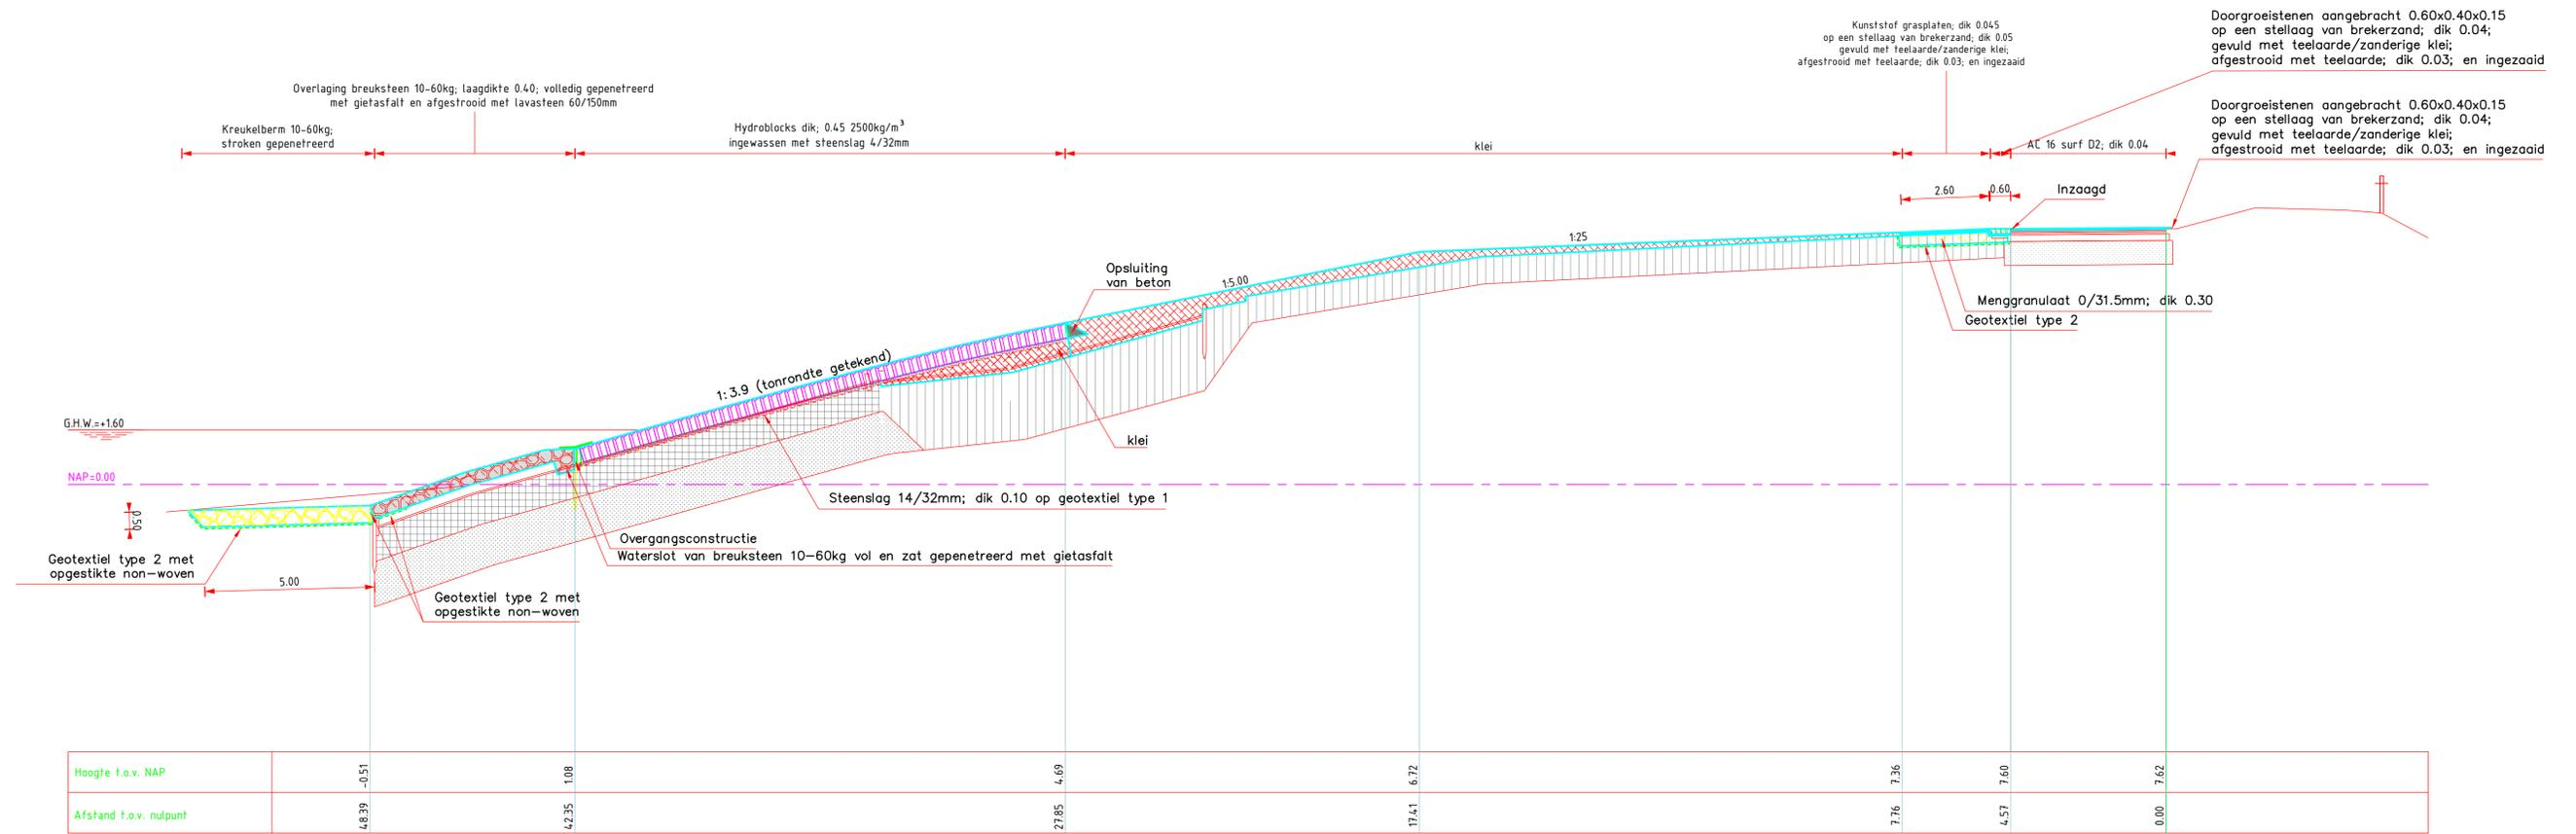 Kunststof grasplaten; dik 0.045
op een stellaag van brekerzand; dik 0.05
gevuld met teelaarde/zanderige klei;
afgestrooid met teelaarde; dik 0.03; en ingezaaid
Doorgroeistenen aangebracht 0.60x0.40x0.15
op een stellaag van brekerzand; dik 0.04;
gevuld met teelaarde/zanderige klei;
afgestrooid met teelaarde; dik 0.03; en ingezaaid
Overlaging breuksteen 10-60kg; laagdikte 0.40; volledig gepenetreerd
met gietasfalt en afgestrooid met lavasteen 60/150mm
Kreukelberm 10-60kg;
stroken gepenetreerd
Hydroblocks dik; 0.45 2500kg/m³
ingewassen met steenslag 4/32mm
klei
AC 16 surf D2; dik 0.04
Doorgroeistenen aangebracht 0.60x0.40x0.15
op een stellaag van brekerzand; dik 0.04;
gevuld met teelaarde/zanderige klei;
afgestrooid met teelaarde; dik 0.03; en ingezaaid
2.60
0.60
Inzaagd
1:25
Opsluiting
van beton
1:5.00
Menggranulaat 0/31.5mm; dik 0.30
Geotextiel type 2
1:3.9 (tonrondte getekend)
G.H.W.=+1.60
klei
NAP=0.00
Steenslag 14/32mm; dik 0.10 op geotextiel type 1
0.50
Overgangsconstructie
Waterslot van breuksteen 10-60kg vol en zat gepenetreerd met gietasfalt
Geotextiel type 2 met
opgestikte non-woven
5.00
Geotextiel type 2 met
opgestikte non-woven
Hoogte t.o.v. NAP -0.51 1.08 4.69 6.72 7.36 7.60 7.62
Afstand t.o.v. nulpunt 48.39 42.35 27.85 17.41 7.76 4.57 0.00